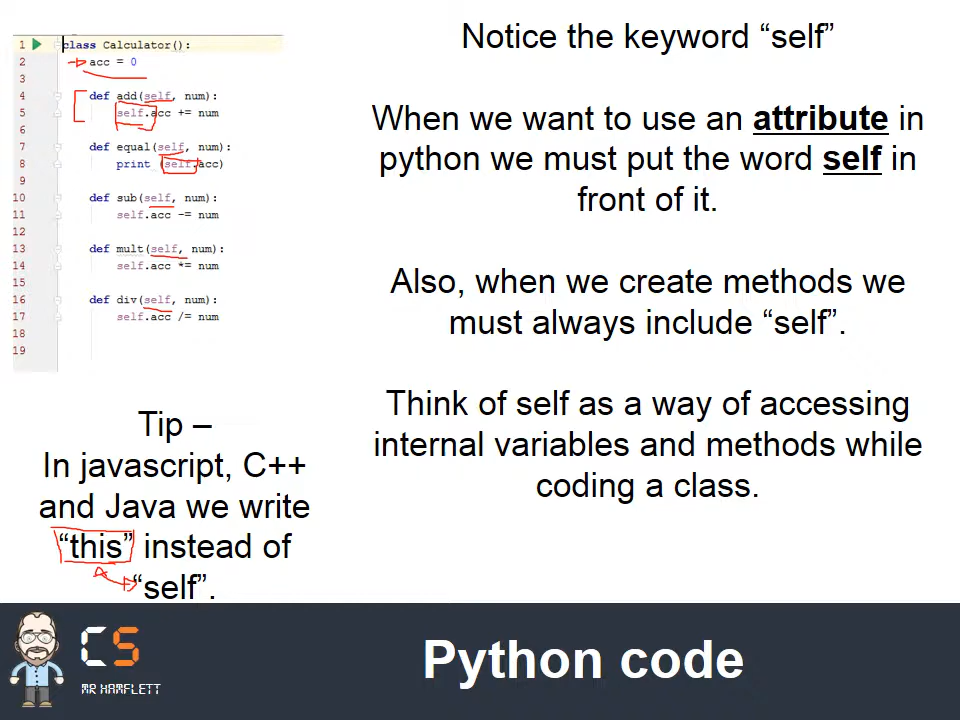 1 class Calculator():
2 acc = 0
3
4 def add(self, num):
5 self.acc += num
6
7 def equal(self, num):
8 print (self.acc)
9
10 def sub(self, num):
11 self.acc -= num
12
13 def mult(self, num):
14 self.acc *= num
15
16 def div(self, num):
17 self.acc /= num
18
19
Tip –
In javascript, C++
and Java we write
“this” instead of
“self”.
Notice the keyword “self”
When we want to use an attribute in
python we must put the word self in
front of it.
Also, when we create methods we
must always include “self”.
Think of self as a way of accessing
internal variables and methods while
coding a class.
CS
MR HAMFLETT
Python code